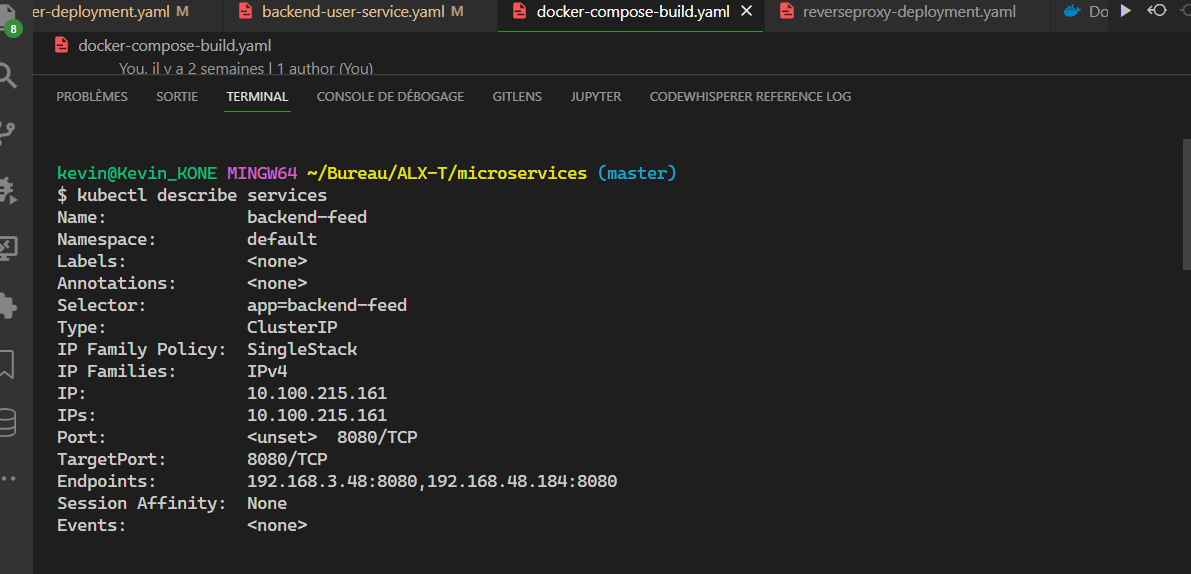 er-deployment.yaml M
backend-user-service.yaml M
docker-compose-build.yaml
reverseproxy-deployment.yaml
Do
8
docker-compose-build.yaml
You, il y a 2 semaines | 1 author (You)
PROBLÈMES SORTIE TERMINAL CONSOLE DE DÉBOGAGE GITLENS JUPYTER CODEWHISPERER REFERENCE LOG
kevin@Kevin_KONE MINGW64 ~/Bureau/ALX-T/microservices (master)
$ kubectl describe services
Name: backend-feed
Namespace: default
Labels: <none>
Annotations: <none>
Selector: app=backend-feed
Type: ClusterIP
IP Family Policy: SingleStack
IP Families: IPv4
IP: 10.100.215.161
IPs: 10.100.215.161
Port: <unset> 8080/TCP
TargetPort: 8080/TCP
Endpoints: 192.168.3.48:8080,192.168.48.184:8080
Session Affinity: None
Events: <none>